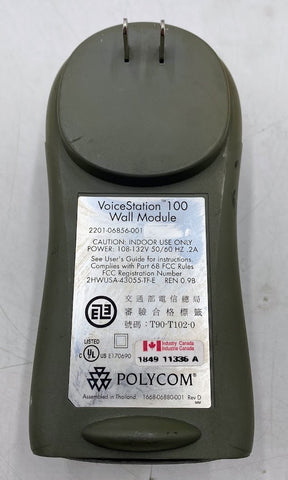 VoiceStation™ 100
Wall Module
2201-06856-001
CAUTION: INDOOR USE ONLY
POWER: 108-132V 50/60 HZ .2A
See User's Guide for instructions.
Complies with Part 68 FCC Rules
FCC Registration Number
2HWUSA-43055-TF-E REN 0.9B
交通部電信總局
審驗合格標籤
號碼：T90-T102-0
LISTED
C UL US E170690
Industry Canada
Industrie Canada
1849 11336 A
POLYCOM®
Assembled in Thailand. 1668-06880-001 Rev D